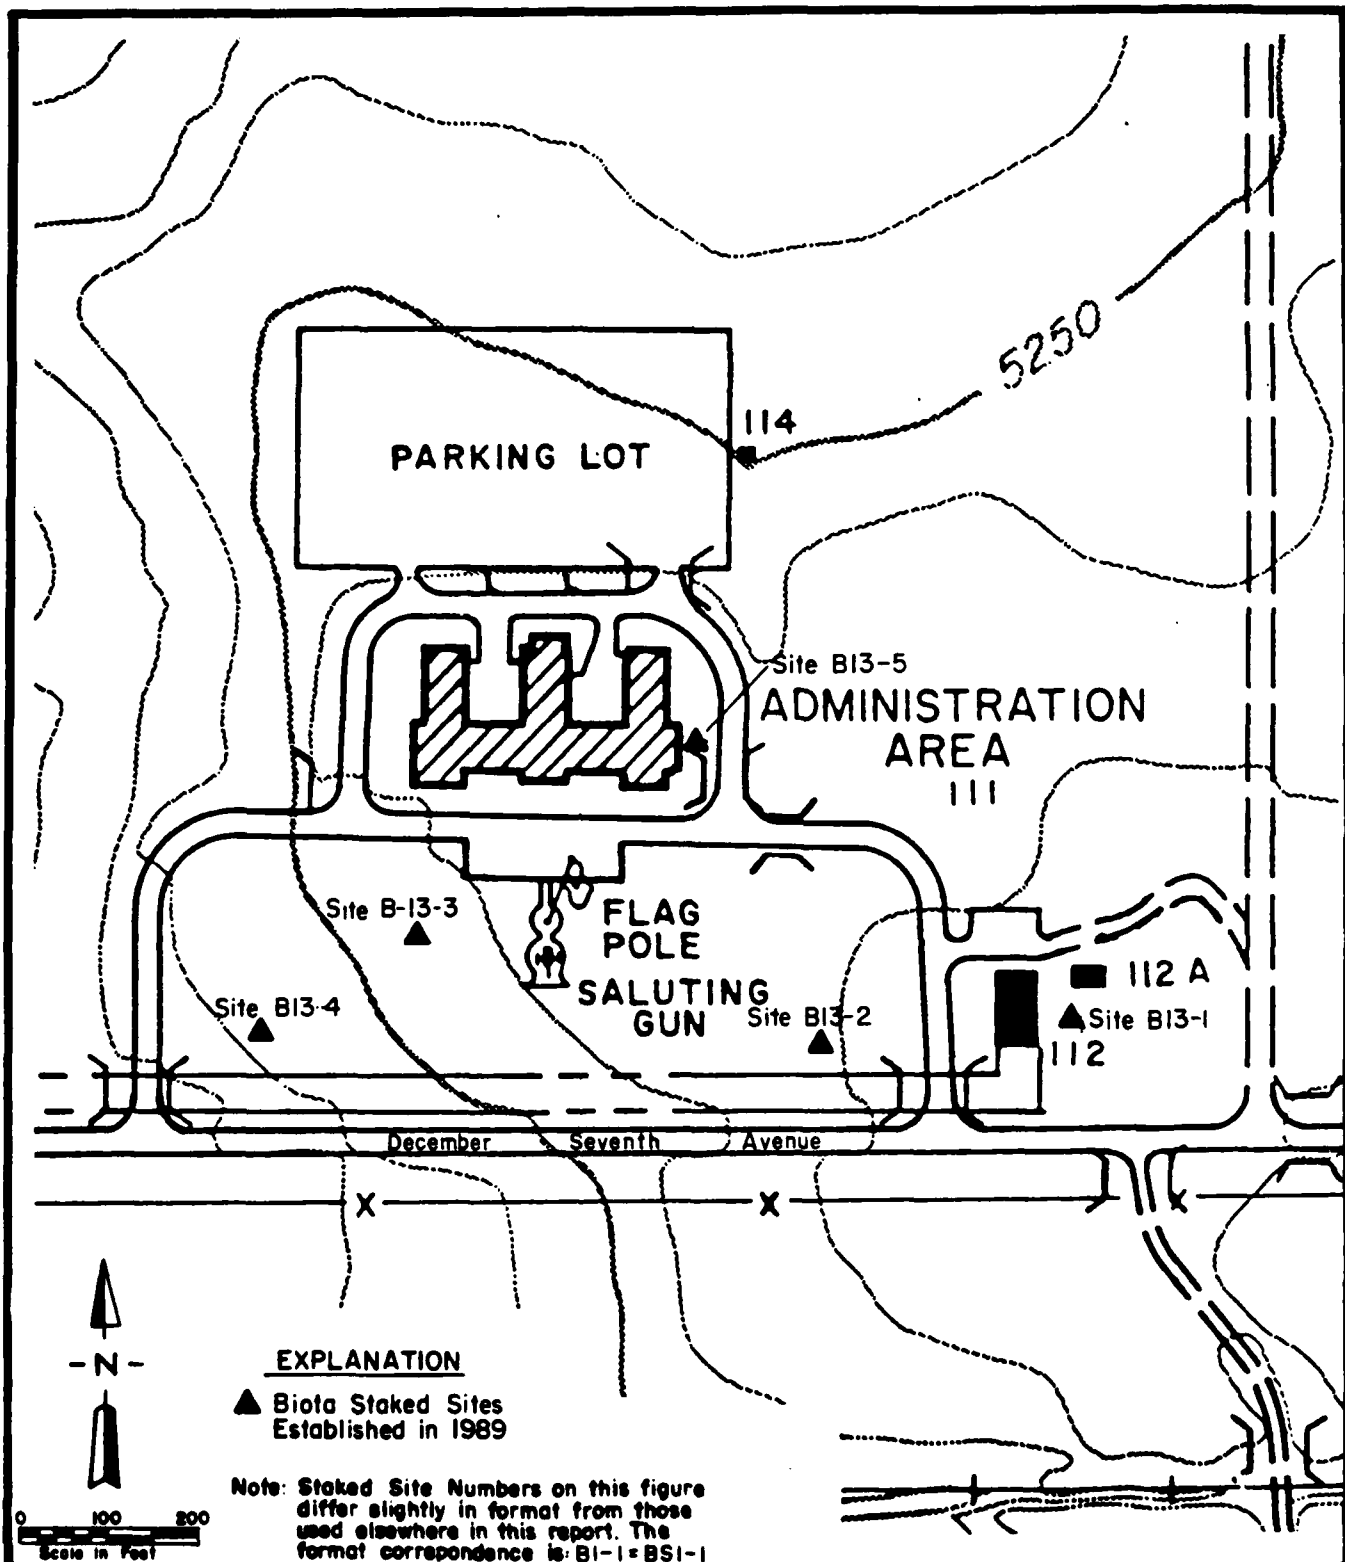 5250
114
PARKING LOT
Site B13-5
ADMINISTRATION
AREA
111
Site B-13-3
FLAG
POLE
SALUTING
GUN
Site B13-4
Site B13-2
112 A
Site B13-1
112
December Seventh Avenue
X X X
-N-
EXPLANATION
▲ Biota Staked Sites
Established in 1989
Note: Staked Site Numbers on this figure
differ slightly in format from those
used elsewhere in this report. The
format correpondence is: B1-1=BS1-1
0 100 200
Scale in Feet